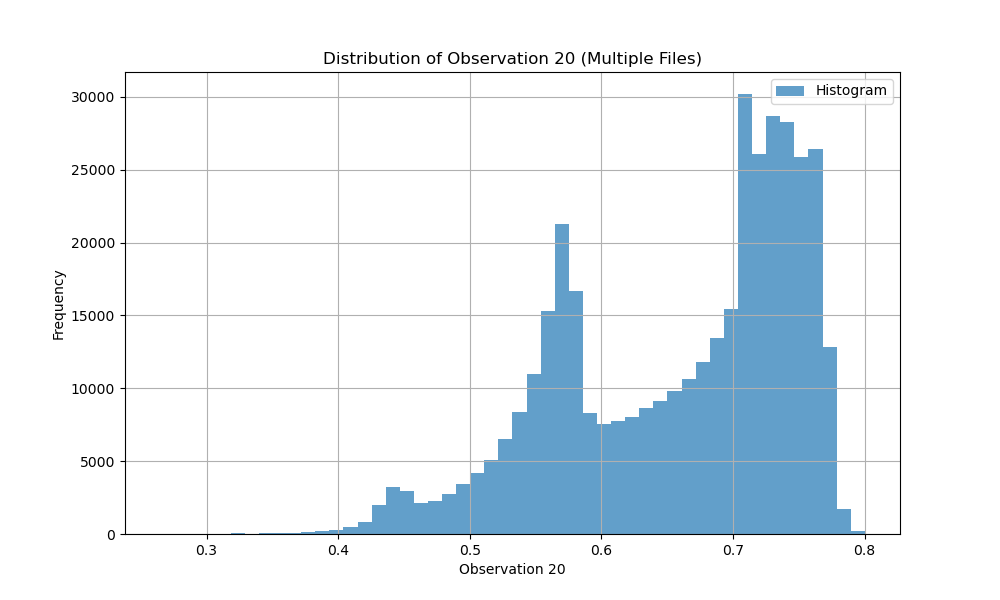 Distribution of Observation 20 (Multiple Files)
Histogram
30000
25000
20000
15000
10000
5000
0
Frequency
0.3 0.4 0.5 0.6 0.7 0.8
Observation 20